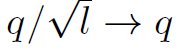 q/√l → q